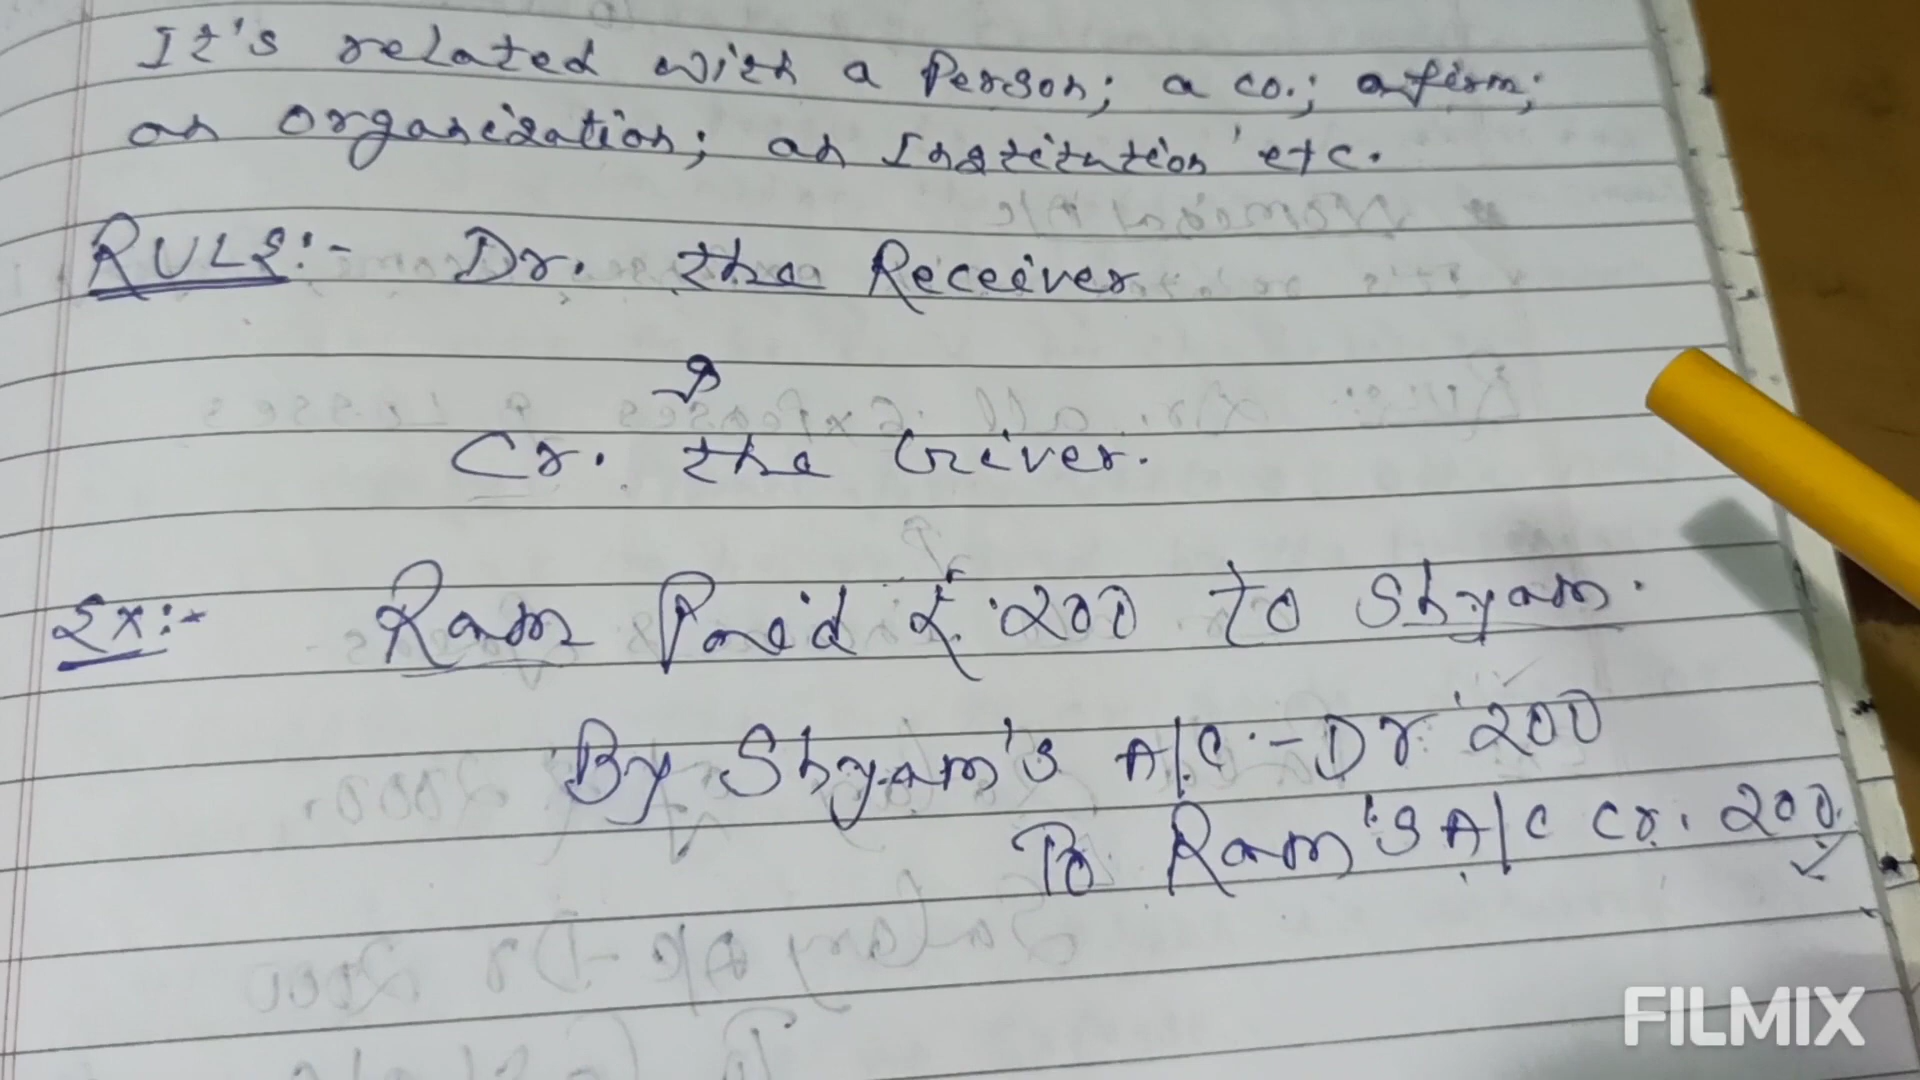 It's related with a Person; a co.; a firm;
an organization; an Institution etc.
RULE:- Dr. the Receiver
&
Cr. the Giver.
Ex:- Ram Paid ₹ 200 to Shyam.
By Shyam's A/C - Dr 200
To Ram's A/C Cr. 200
FILMIX